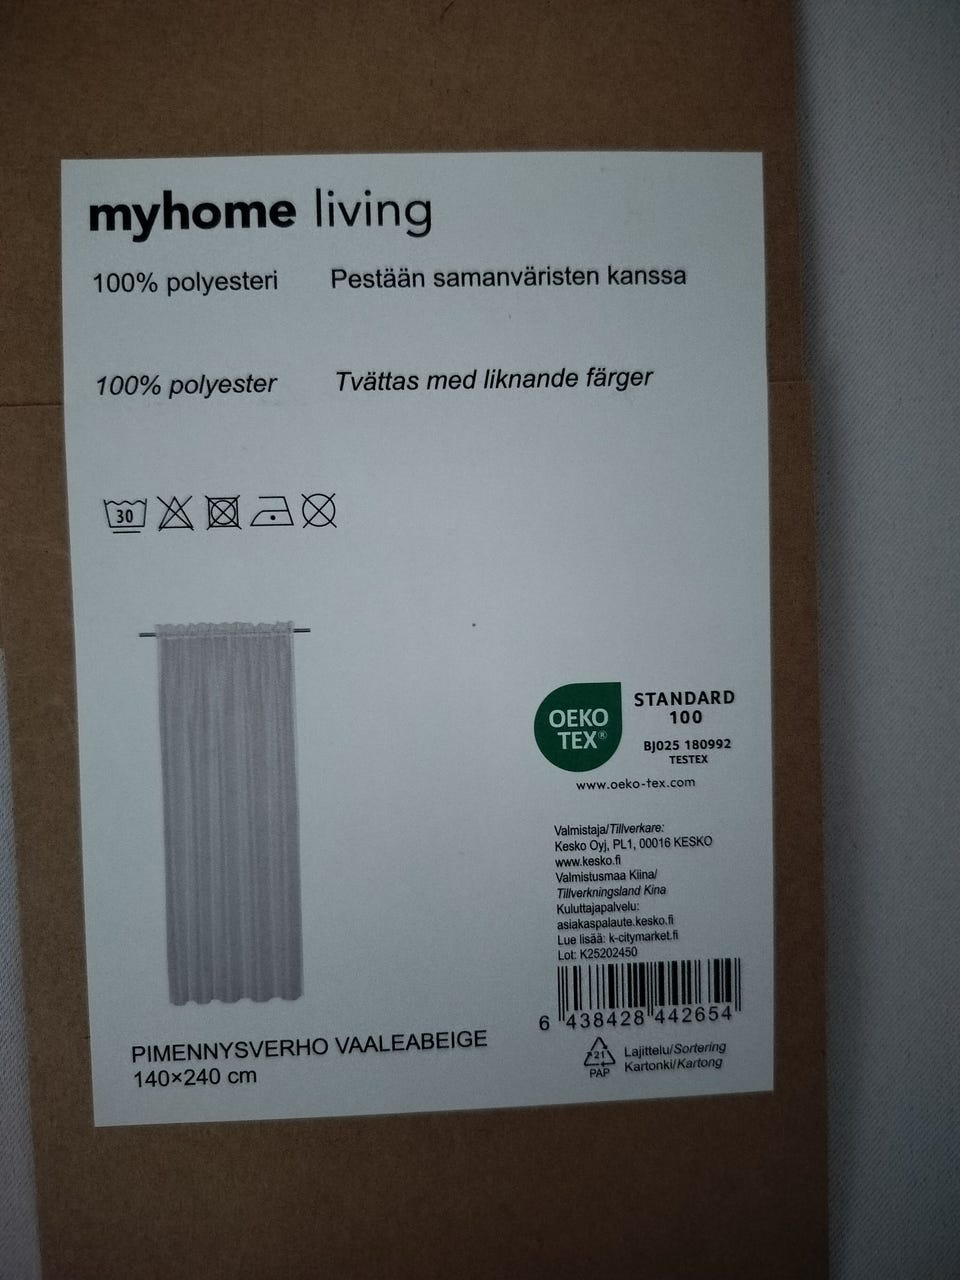 myhome living
100% polyesteri Pestään samanväristen kanssa
100% polyester Tvättas med liknande färger
30
OEKO
TEX®
STANDARD
100
BJ025 180992
TESTEX
www.oeko-tex.com
Valmistaja/Tillverkare:
Kesko Oyj, PL1, 00016 KESKO
www.kesko.fi
Valmistusmaa Kiina/
Tillverkningsland Kina
Kuluttajapalvelu:
asiakaspalaute.kesko.fi
Lue lisää: k-citymarket.fi
Lot: K25202450
6 438428 442654
PIMENNYSVERHO VAALEABEIGE
140×240 cm
21
PAP
Lajittelu/Sortering
Kartonki/Kartong